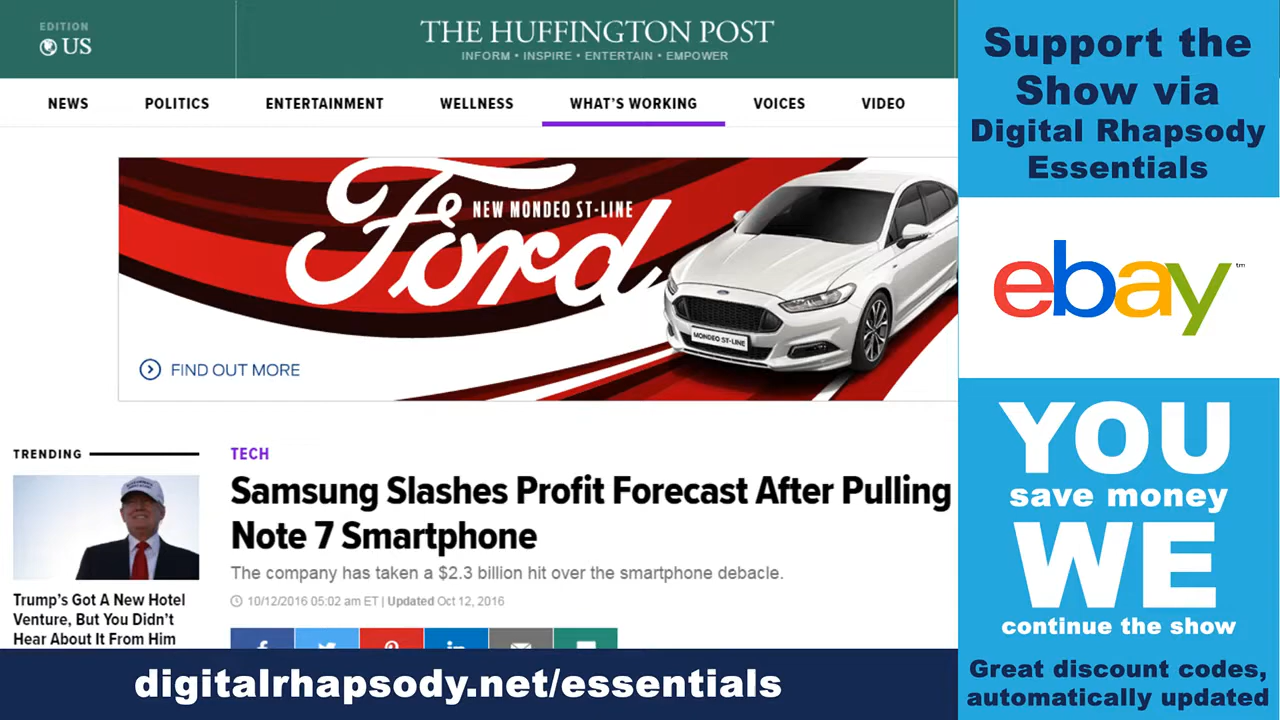 EDITION
US
THE HUFFINGTON POST
INFORM • INSPIRE • ENTERTAIN • EMPOWER
NEWS
POLITICS
ENTERTAINMENT
WELLNESS
WHAT'S WORKING
VOICES
VIDEO
NEW MONDEO ST-LINE
Ford
MONDEO ST-LINE
FIND OUT MORE
TRENDING
Trump's Got A New Hotel
Venture, But You Didn't
Hear About It From Him
TECH
Samsung Slashes Profit Forecast After Pulling
Note 7 Smartphone
The company has taken a $2.3 billion hit over the smartphone debacle.
10/12/2016 05:02 am ET | Updated Oct 12, 2016
digitalrhapsody.net/essentials
Support the
Show via
Digital Rhapsody
Essentials
ebay™
YOU
save money
WE
continue the show
Great discount codes,
automatically updated